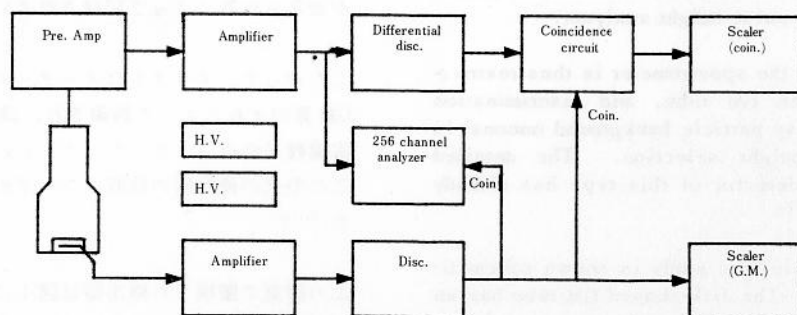 Pre. Amp
Amplifier
Differential
disc.
Coincidence
circuit
Scaler
(coin.)
H.V.
256 channel
analyzer
Coin.
H.V.
Coin
Amplifier
Disc.
Scaler
(G.M.)